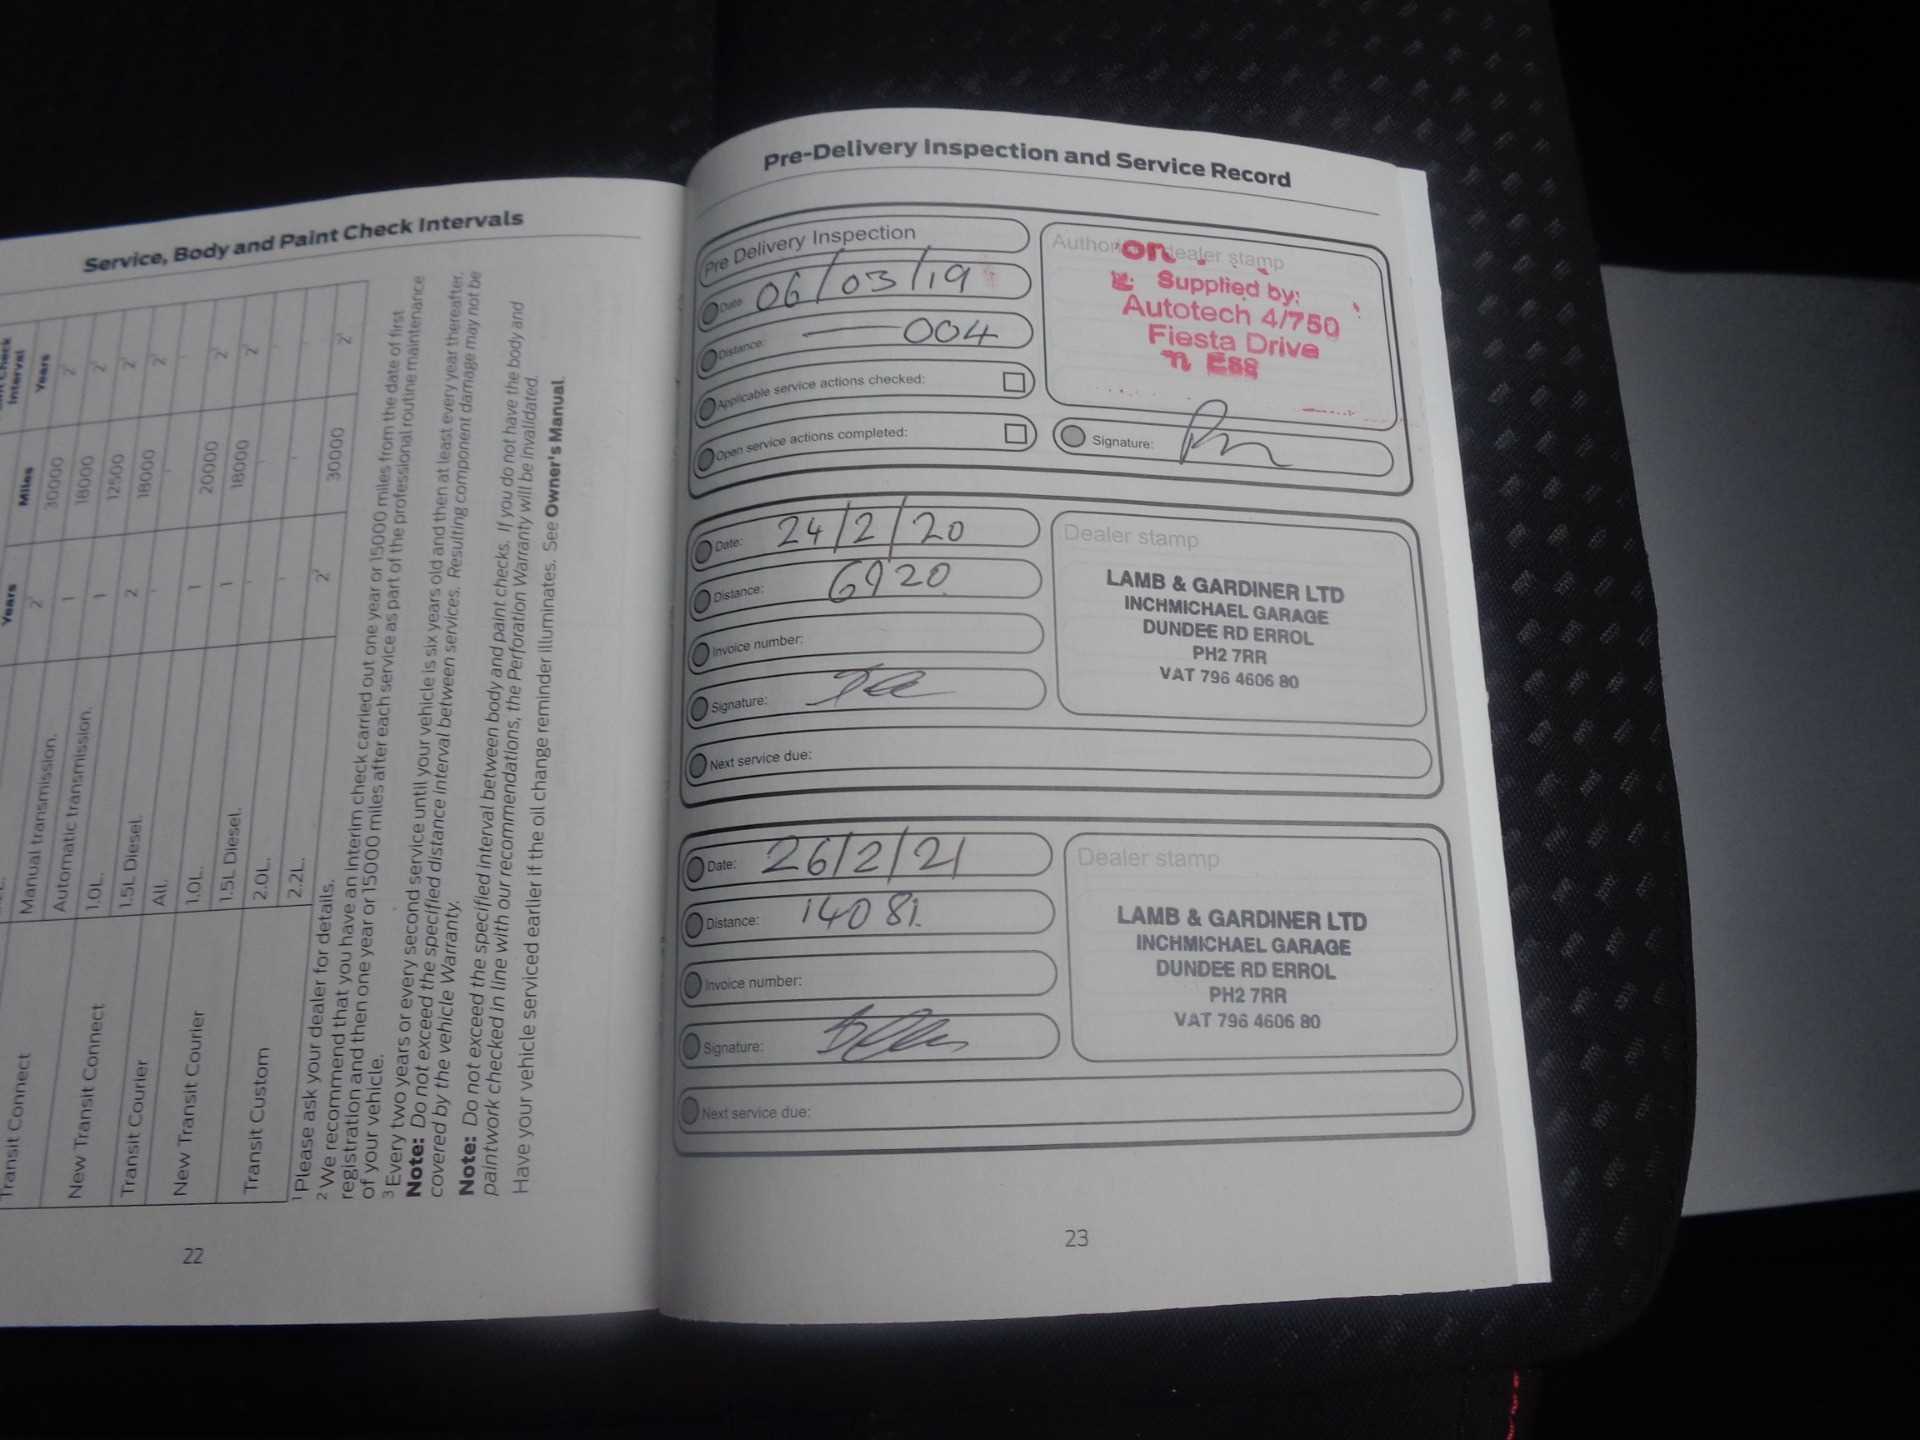 Service, Body and Paint Check Intervals
Interval
Years Miles Years
2 30000 2
Manual transmission.
1 18000 2
Automatic transmission.
1 12500 2
1.0L.
2 18000 2
1.5L Diesel.
All.
1 20000 2
1.0L.
1 18000 2
1.5L Diesel.
2.0L.
2.2L.
2 30000 2
Transit Connect
New Transit Connect
Transit Courier
New Transit Courier
Transit Custom
1 Please ask your dealer for details.
2 We recommend that you have an interim check carried out one year or 15000 miles from the date of first
registration and then one year or 15000 miles after each service as part of the professional routine maintenance
of your vehicle.
3 Every two years or every second service until your vehicle is six years old and then at least every year thereafter.
Note: Do not exceed the specified distance interval between services. Resulting component damage may not be
covered by the vehicle Warranty.
Note: Do not exceed the specified interval between body and paint checks. If you do not have the body and
paintwork checked in line with our recommendations, the Perforation Warranty will be invalidated.
Have your vehicle serviced earlier if the oil change reminder illuminates. See Owner's Manual.
22
Pre-Delivery Inspection and Service Record
Pre Delivery Inspection
Date 06/03/19
Distance: 004
Applicable service actions checked:
Open service actions completed:
dealer stamp
Supplied by:
Autotech 4/750
Fiesta Drive
Signature:
Date: 24/2/20
Distance: 6920
Invoice number:
Signature:
Next service due:
Dealer stamp
LAMB & GARDINER LTD
INCHMICHAEL GARAGE
DUNDEE RD ERROL
PH2 7RR
VAT 796 4606 80
Date: 26/2/21
Distance: 14081.
Invoice number:
Signature:
Next service due:
Dealer stamp
LAMB & GARDINER LTD
INCHMICHAEL GARAGE
DUNDEE RD ERROL
PH2 7RR
VAT 796 4606 80
23